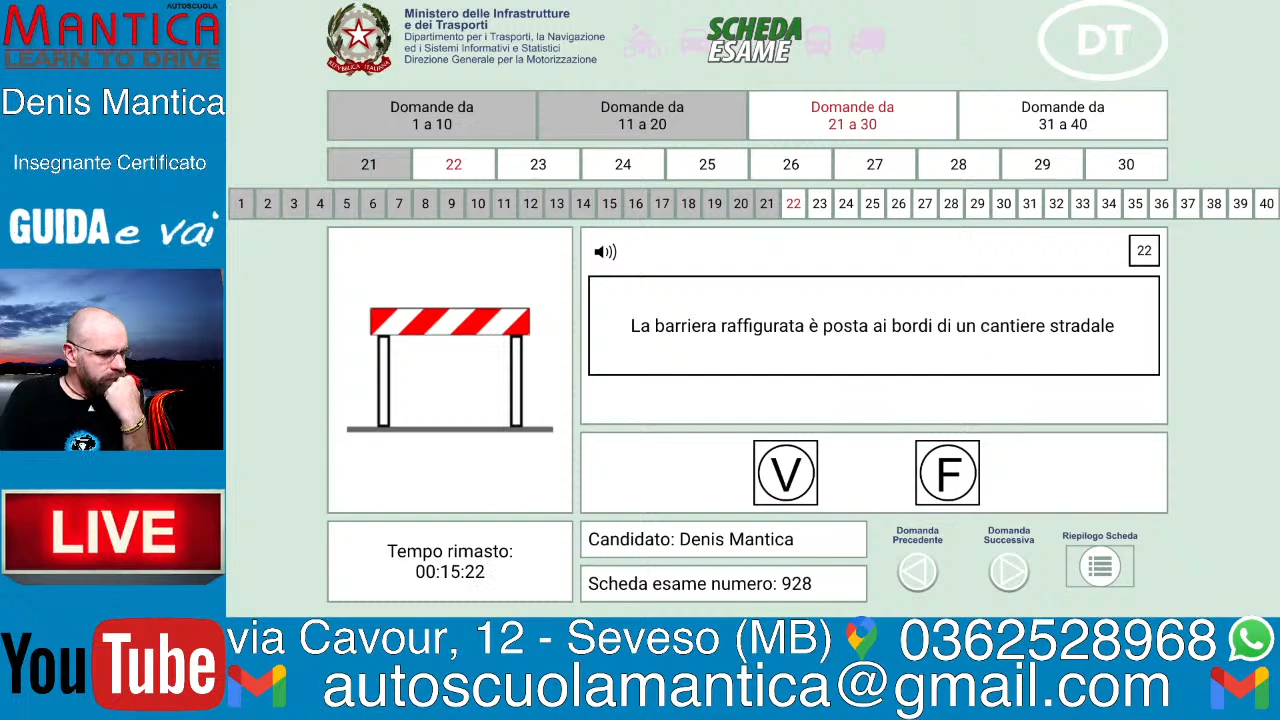 AUTOSCUOLA
MANTICA
LEARN TO DRIVE
Denis Mantica
Insegnante Certificato
GUIDA e vai
LIVE
YouTube
Ministero delle Infrastrutture
e dei Trasporti
Dipartimento per i Trasporti, la Navigazione
ed i Sistemi Informativi e Statistici
Direzione Generale per la Motorizzazione
REPVBBLICA ITALIANA
SCHEDA
ESAME
DT
Domande da
1 a 10
Domande da
11 a 20
Domande da
21 a 30
Domande da
31 a 40
21 22 23 24 25 26 27 28 29 30
1 2 3 4 5 6 7 8 9 10 11 12 13 14 15 16 17 18 19 20 21 22 23 24 25 26 27 28 29 30 31 32 33 34 35 36 37 38 39 40
22
La barriera raffigurata è posta ai bordi di un cantiere stradale
V F
Tempo rimasto:
00:15:22
Candidato: Denis Mantica
Scheda esame numero: 928
Domanda
Precedente
Domanda
Successiva
Riepilogo Scheda
via Cavour, 12 - Seveso (MB) 0362528968
autoscuolamantica@gmail.com